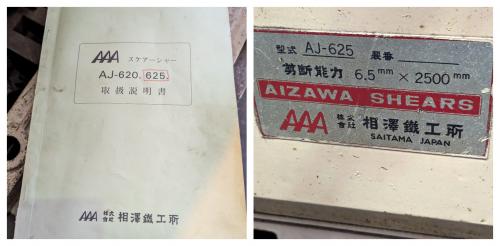 AAA スケアーシャー
AJ-620. 625.
取扱説明書
AAA 株式会社 相澤鐵工所
型式 AJ-625 製番
剪断能力 6.5mm × 2500mm
AIZAWA SHEARS
AAA 株式会社 相澤鐵工所
SAITAMA JAPAN